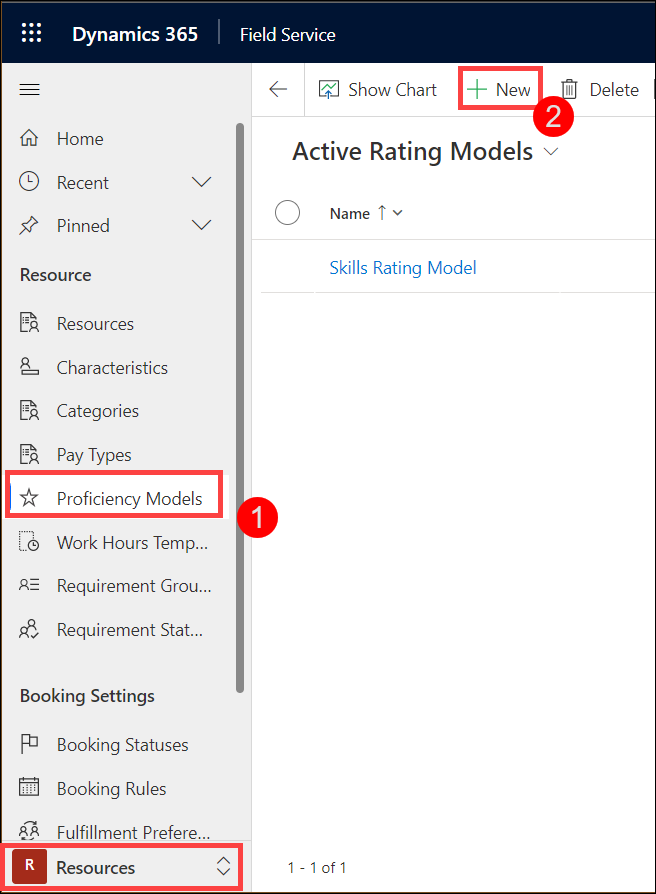 Dynamics 365 Field Service
Show Chart New Delete
2
Active Rating Models
Home
Recent
Pinned
Name
Resource
Skills Rating Model
Resources
Characteristics
Categories
Pay Types
Proficiency Models
1
Work Hours Temp...
Requirement Grou...
Requirement Stat...
Booking Settings
Booking Statuses
Booking Rules
Fulfillment Prefere...
R Resources
1 - 1 of 1